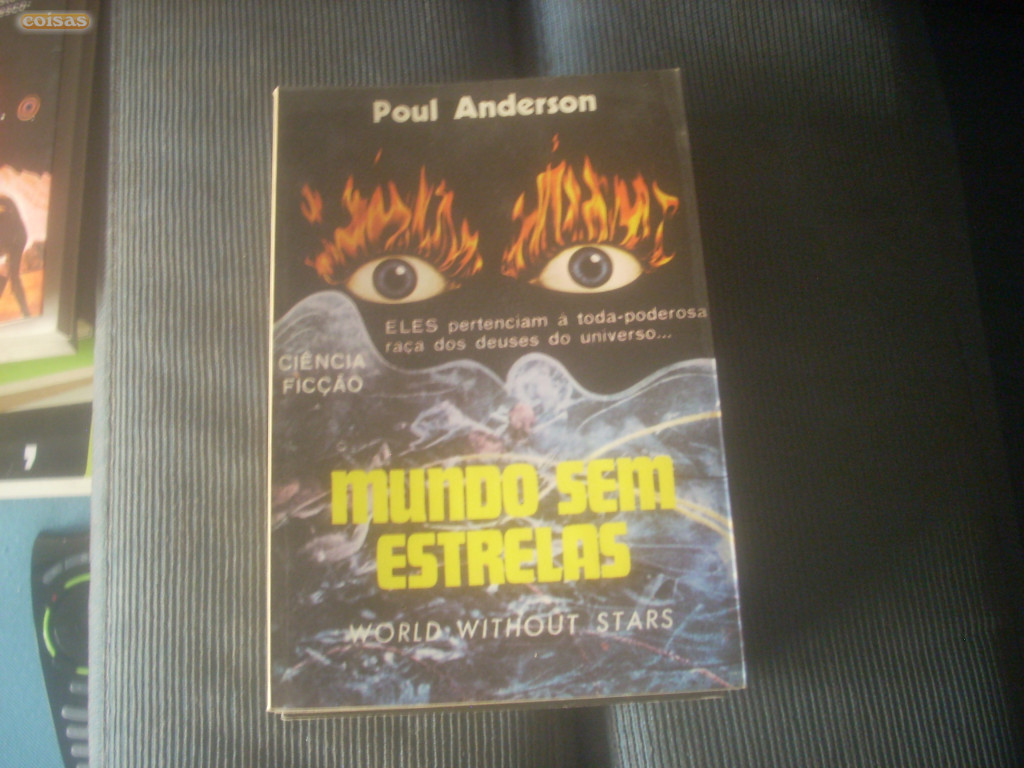 coisas
Poul Anderson
ELES pertenciam à toda-poderosa
raça dos deuses do universo...
CIÊNCIA
FICÇÃO
MUNDO SEM
ESTRELAS
WORLD WITHOUT STARS